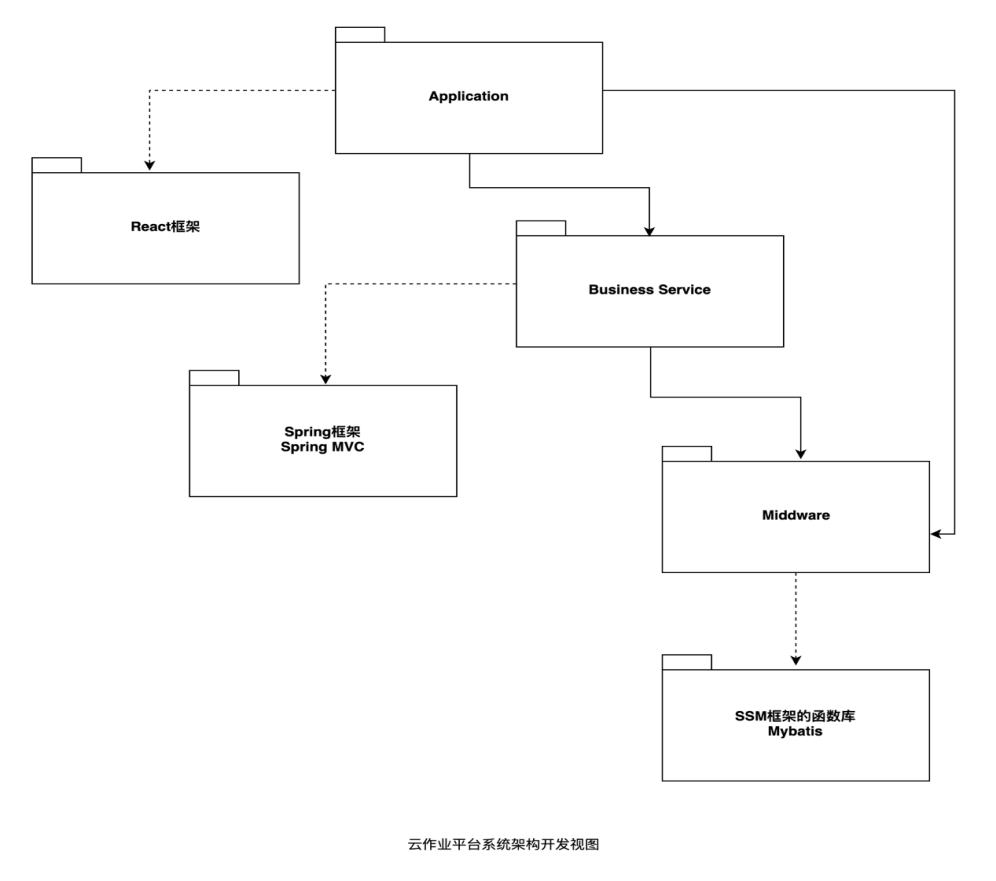 Application
React框架
Business Service
Spring框架
Spring MVC
Middware
SSM框架的函数库
Mybatis
云作业平台系统架构开发视图